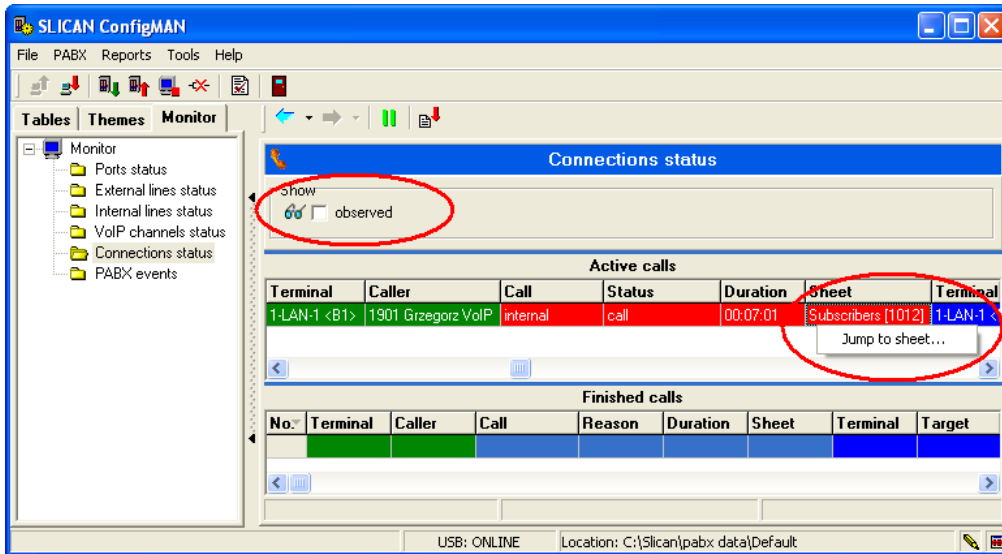 SLICAN ConfigMAN
File PABX Reports Tools Help
Tables Themes Monitor
Monitor
Ports status
External lines status
Internal lines status
VoIP channels status
Connections status
PABX events
Connections status
Show
observed
Active calls
Terminal Caller Call Status Duration Sheet Terminal
1-LAN-1 <B1> 1901 Grzegorz VoIP internal call 00:07:01 Subscribers [1012] 1-LAN-1 <
Jump to sheet...
Finished calls
No. Terminal Caller Call Reason Duration Sheet Terminal Target
USB: ONLINE Location: C:\Slican\pabx data\Default